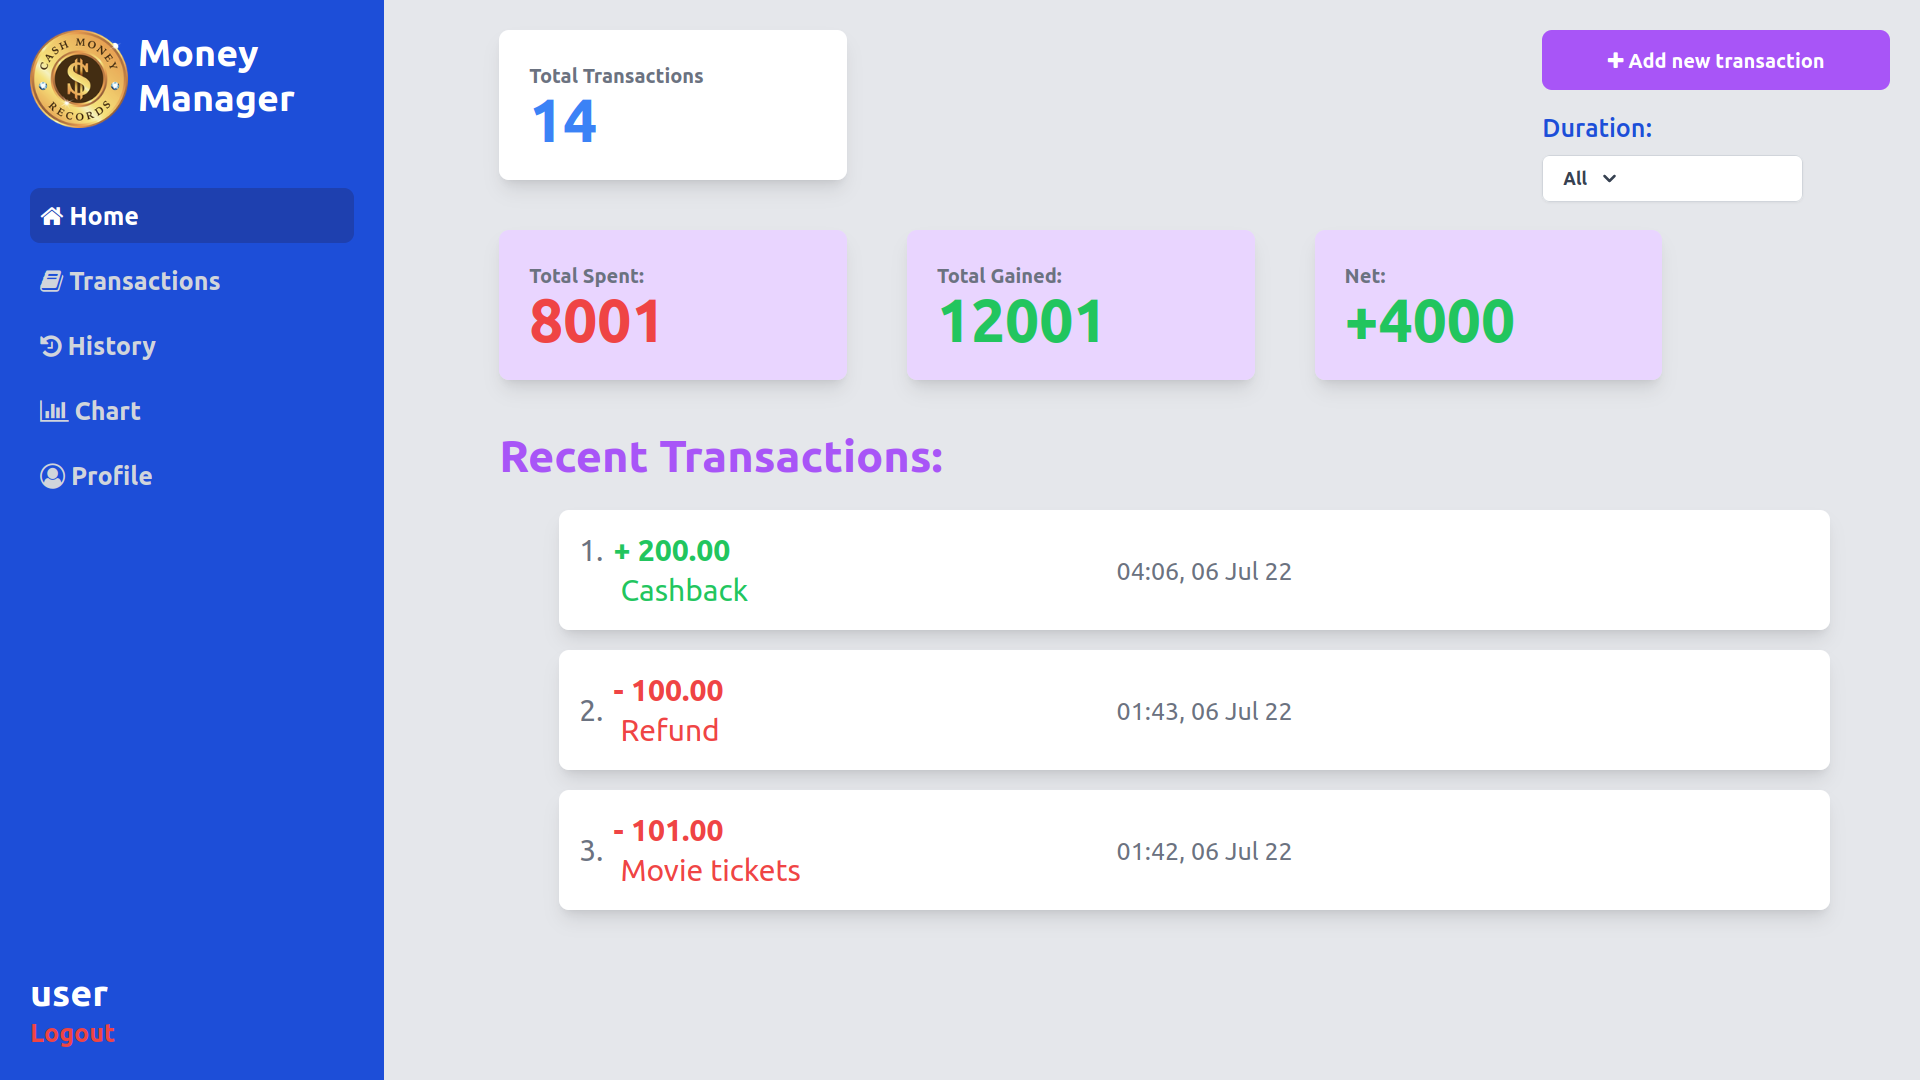 CASH MONEY
RECORDS
Money
Manager
Home
Transactions
History
Chart
Profile
user
Logout
Total Transactions
14
+ Add new transaction
Duration:
All
Total Spent:
8001
Total Gained:
12001
Net:
+4000
Recent Transactions:
1. + 200.00
Cashback
04:06, 06 Jul 22
2. - 100.00
Refund
01:43, 06 Jul 22
3. - 101.00
Movie tickets
01:42, 06 Jul 22